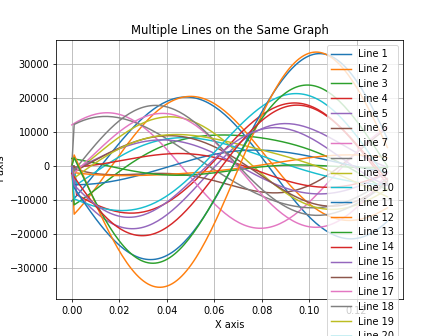 Multiple Lines on the Same Graph
30000
20000
10000
0
−10000
−20000
−30000
0.00
0.02
0.04
0.06
0.08
0.10
X axis
Line 1
Line 2
Line 3
Line 4
Line 5
Line 7
Line 8
Line 9
Line 10
Line 11
Line 12
Line 13
Line 14
Line 15
Line 16
Line 17
Line 18
Line 19
Line 20